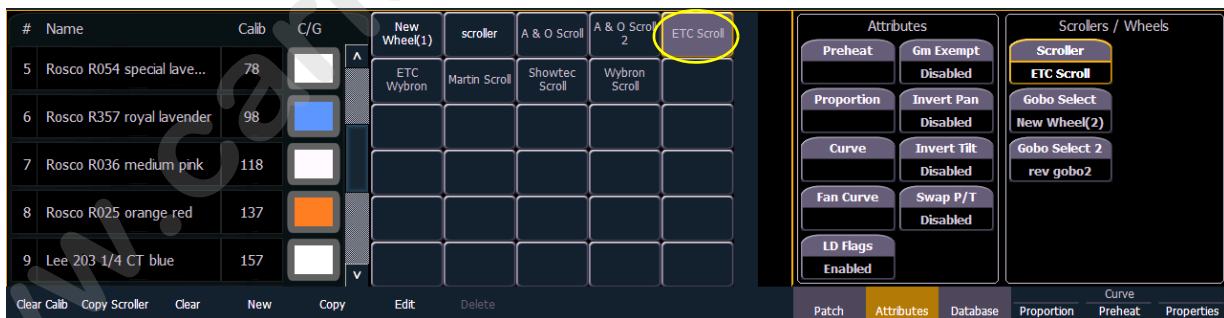 # Name Calib C/G
5 Rosco R054 special lave... 78
6 Rosco R357 royal lavender 98
7 Rosco R036 medium pink 118
8 Rosco R025 orange red 137
9 Lee 203 1/4 CT blue 157
New
Wheel(1)
scroller
A & O Scroll
A & O Scroll
2
ETC Scroll
ETC
Wybron
Martin Scroll
Showtec
Scroll
Wybron
Scroll
Attributes
Preheat
Gm Exempt
Disabled
Proportion
Invert Pan
Disabled
Curve
Invert Tilt
Disabled
Fan Curve
Swap P/T
Disabled
LD Flags
Enabled
Scrollers / Wheels
Scroller
ETC Scroll
Gobo Select
New Wheel(2)
Gobo Select 2
rev gobo2
Clear Calib Copy Scroller Clear New Copy Edit Delete
Patch Attributes Database
Curve
Proportion Preheat Properties